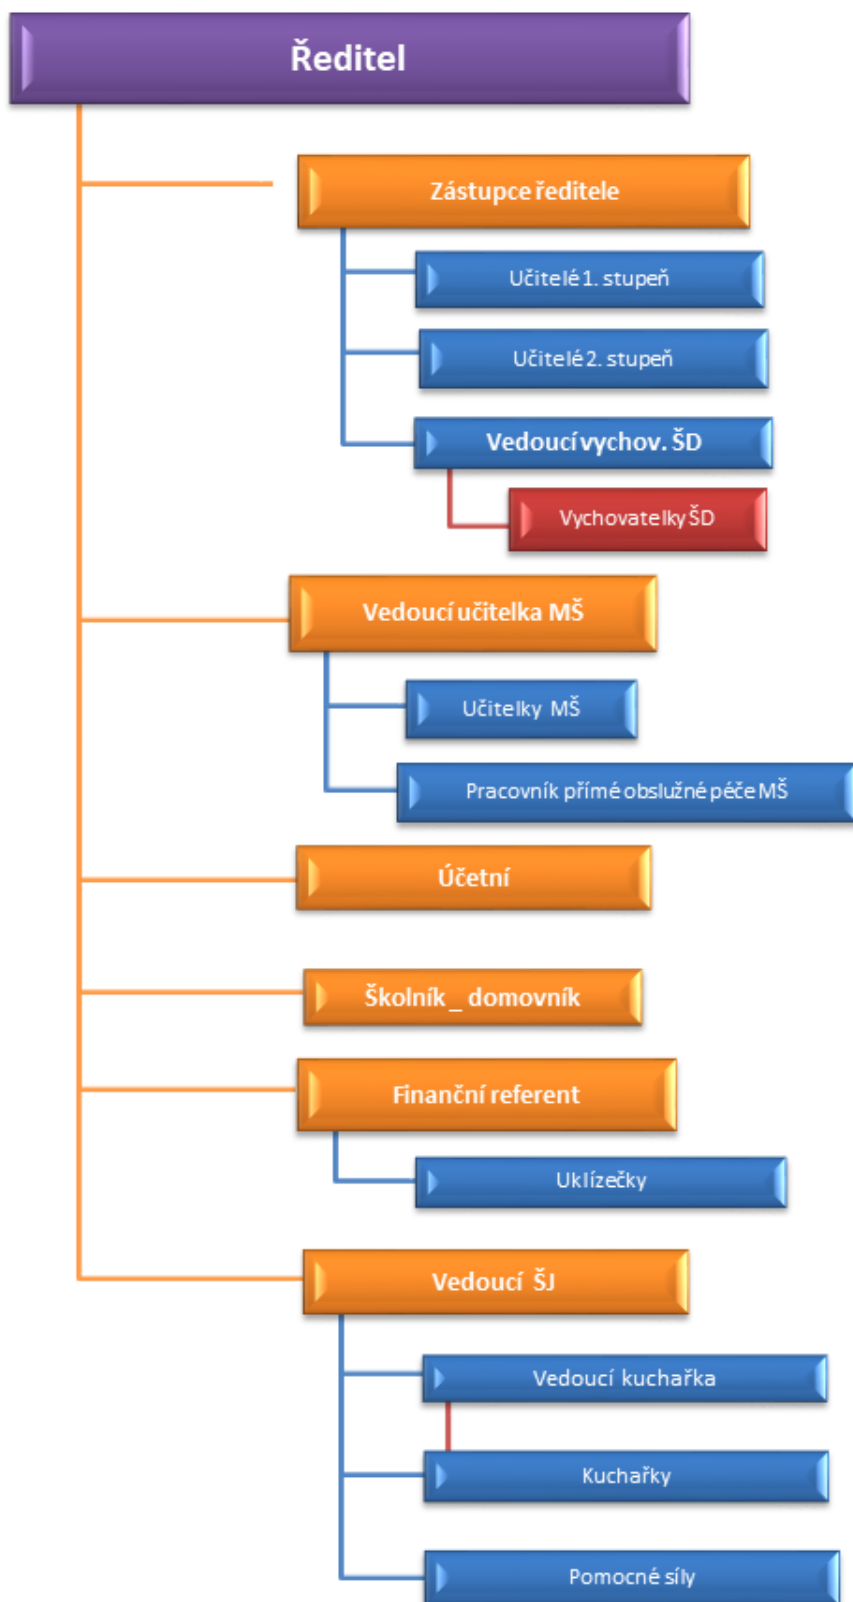 Ředitel
Zástupce ředitele
Učitelé 1. stupeň
Učitelé 2. stupeň
Vedoucí vychov. ŠD
Vychovatelky ŠD
Vedoucí učitelka MŠ
Učitelky MŠ
Pracovník přímé obslužné péče MŠ
Účetní
Školník _ domovník
Finanční referent
Uklízečky
Vedoucí ŠJ
Vedoucí kuchařka
Kuchařky
Pomocné síly